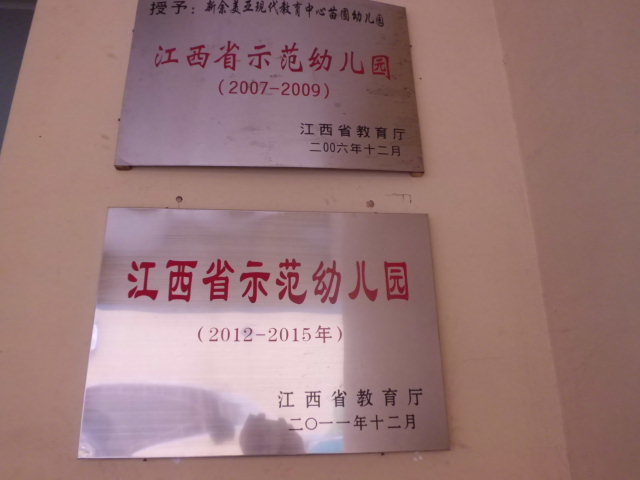 授予：新余美亚现代教育中心苗圃幼儿园
江西省示范幼儿园
(2007-2009)
江西省教育厅
二00六年十二月
江西省示范幼儿园
(2012-2015年)
江西省教育厅
二〇一一年十二月